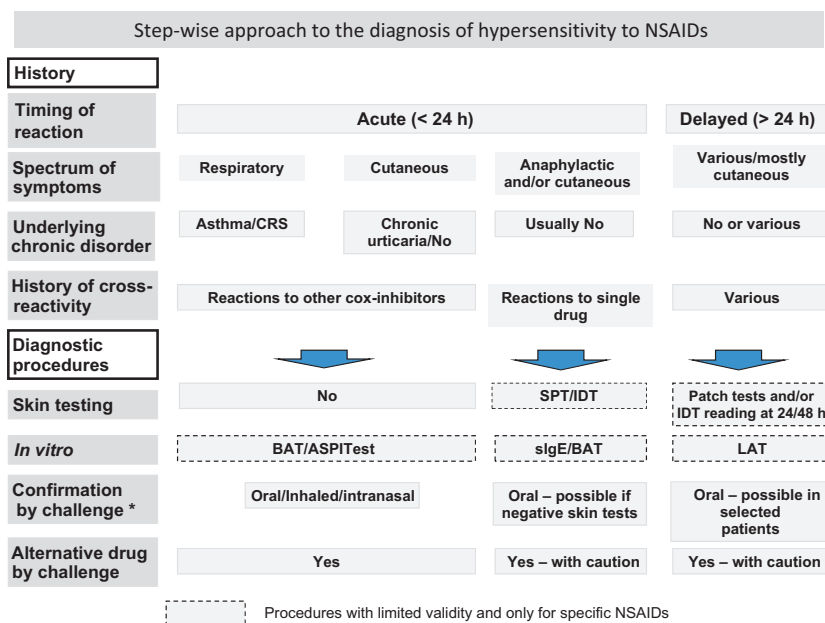 Step-wise approach to the diagnosis of hypersensitivity to NSAIDs
History
Timing of
reaction
Acute (< 24 h)
Delayed (> 24 h)
Spectrum of
symptoms
Respiratory
Cutaneous
Anaphylactic
and/or cutaneous
Various/mostly
cutaneous
Underlying
chronic disorder
Asthma/CRS
Chronic
urticaria/No
Usually No
No or various
History of cross-
reactivity
Reactions to other cox-inhibitors
Reactions to single
drug
Various
Diagnostic
procedures
Skin testing
No
SPT/IDT
Patch tests and/or
IDT reading at 24/48 h
In vitro
BAT/ASPITest
sIgE/BAT
LAT
Confirmation
by challenge *
Oral/Inhaled/intranasal
Oral – possible if
negative skin tests
Oral – possible in
selected
patients
Alternative drug
by challenge
Yes
Yes – with caution
Yes – with caution
Procedures with limited validity and only for specific NSAIDs